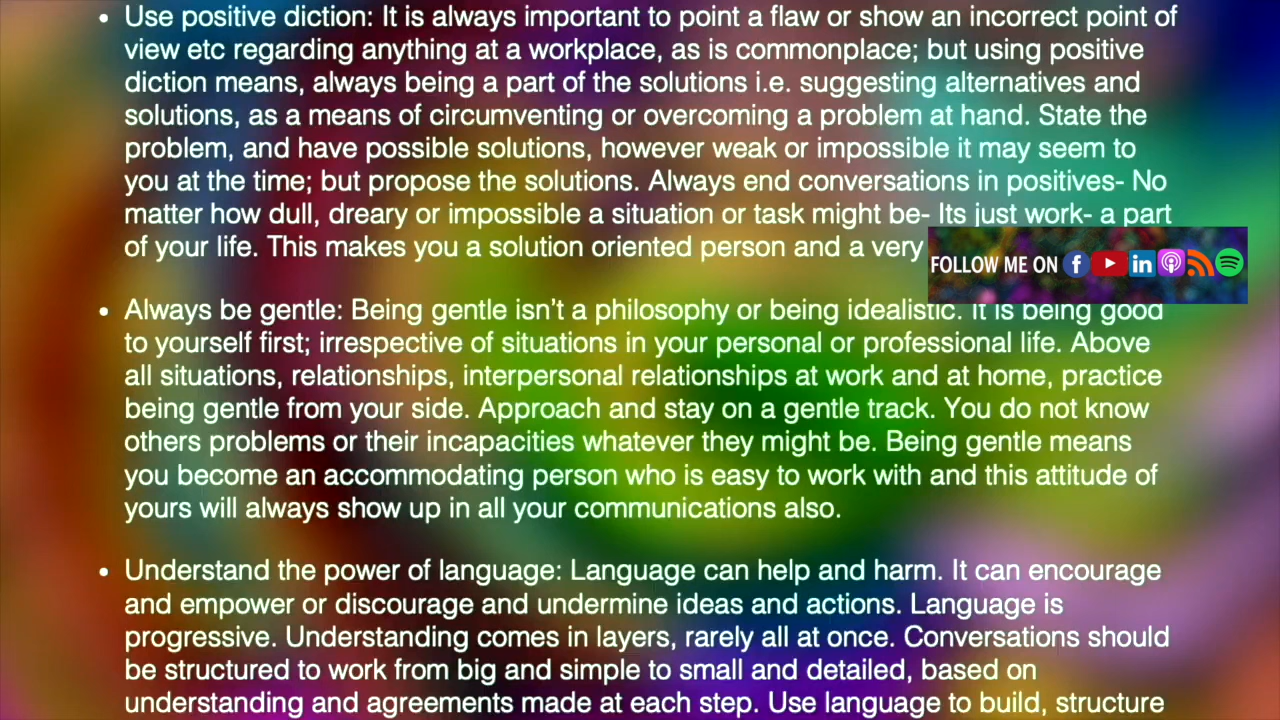 • Use positive diction: It is always important to point a flaw or show an incorrect point of
view etc regarding anything at a workplace, as is commonplace; but using positive
diction means, always being a part of the solutions i.e. suggesting alternatives and
solutions, as a means of circumventing or overcoming a problem at hand. State the
problem, and have possible solutions, however weak or impossible it may seem to
you at the time; but propose the solutions. Always end conversations in positives- No
matter how dull, dreary or impossible a situation or task might be- Its just work- a part
of your life. This makes you a solution oriented person and a very
FOLLOW ME ON
• Always be gentle: Being gentle isn’t a philosophy or being idealistic. It is being good
to yourself first; irrespective of situations in your personal or professional life. Above
all situations, relationships, interpersonal relationships at work and at home, practice
being gentle from your side. Approach and stay on a gentle track. You do not know
others problems or their incapacities whatever they might be. Being gentle means
you become an accommodating person who is easy to work with and this attitude of
yours will always show up in all your communications also.
• Understand the power of language: Language can help and harm. It can encourage
and empower or discourage and undermine ideas and actions. Language is
progressive. Understanding comes in layers, rarely all at once. Conversations should
be structured to work from big and simple to small and detailed, based on
understanding and agreements made at each step. Use language to build, structure